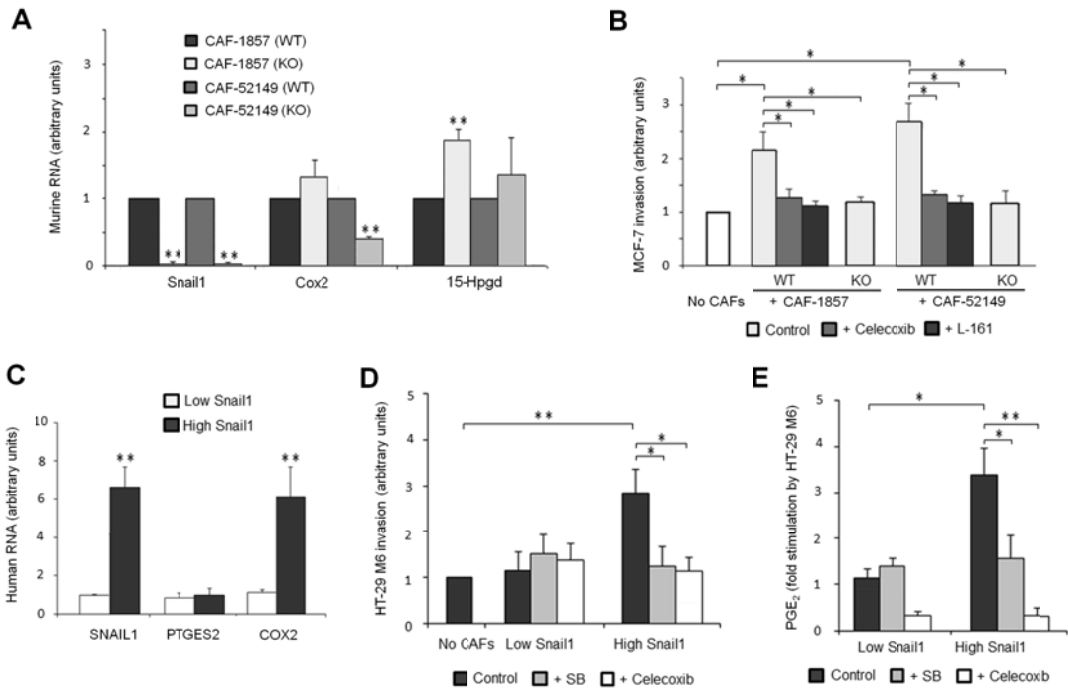 A
CAF-1857 (WT)
CAF-1857 (KO)
CAF-52149 (WT)
CAF-52149 (KO)
Murine RNA (arbitrary units)
3
2
1
0
**
**
**
**
Snail1
Cox2
15-Hpgd
B
MCF-7 invasion (arbitrary units)
3
2
1
0
*
*
*
*
*
*
*
*
WT
KO
WT
KO
No CAFs
+ CAF-1857
+ CAF-52149
Control
+ Celecoxib
+ L-161
C
Low Snail1
High Snail1
Human RNA (arbitrary units)
10
8
6
4
2
0
**
**
SNAIL1
PTGES2
COX2
D
HT-29 M6 invasion (arbitrary units)
5
4
3
2
1
0
**
*
*
No CAFs
Low Snail1
High Snail1
Control
+ SB
+ Celecoxib
E
PGE2 (fold stimulation by HT-29 M6)
5
4
3
2
1
0
*
**
*
Low Snail1
High Snail1
Control
+ SB
+ Celecoxib